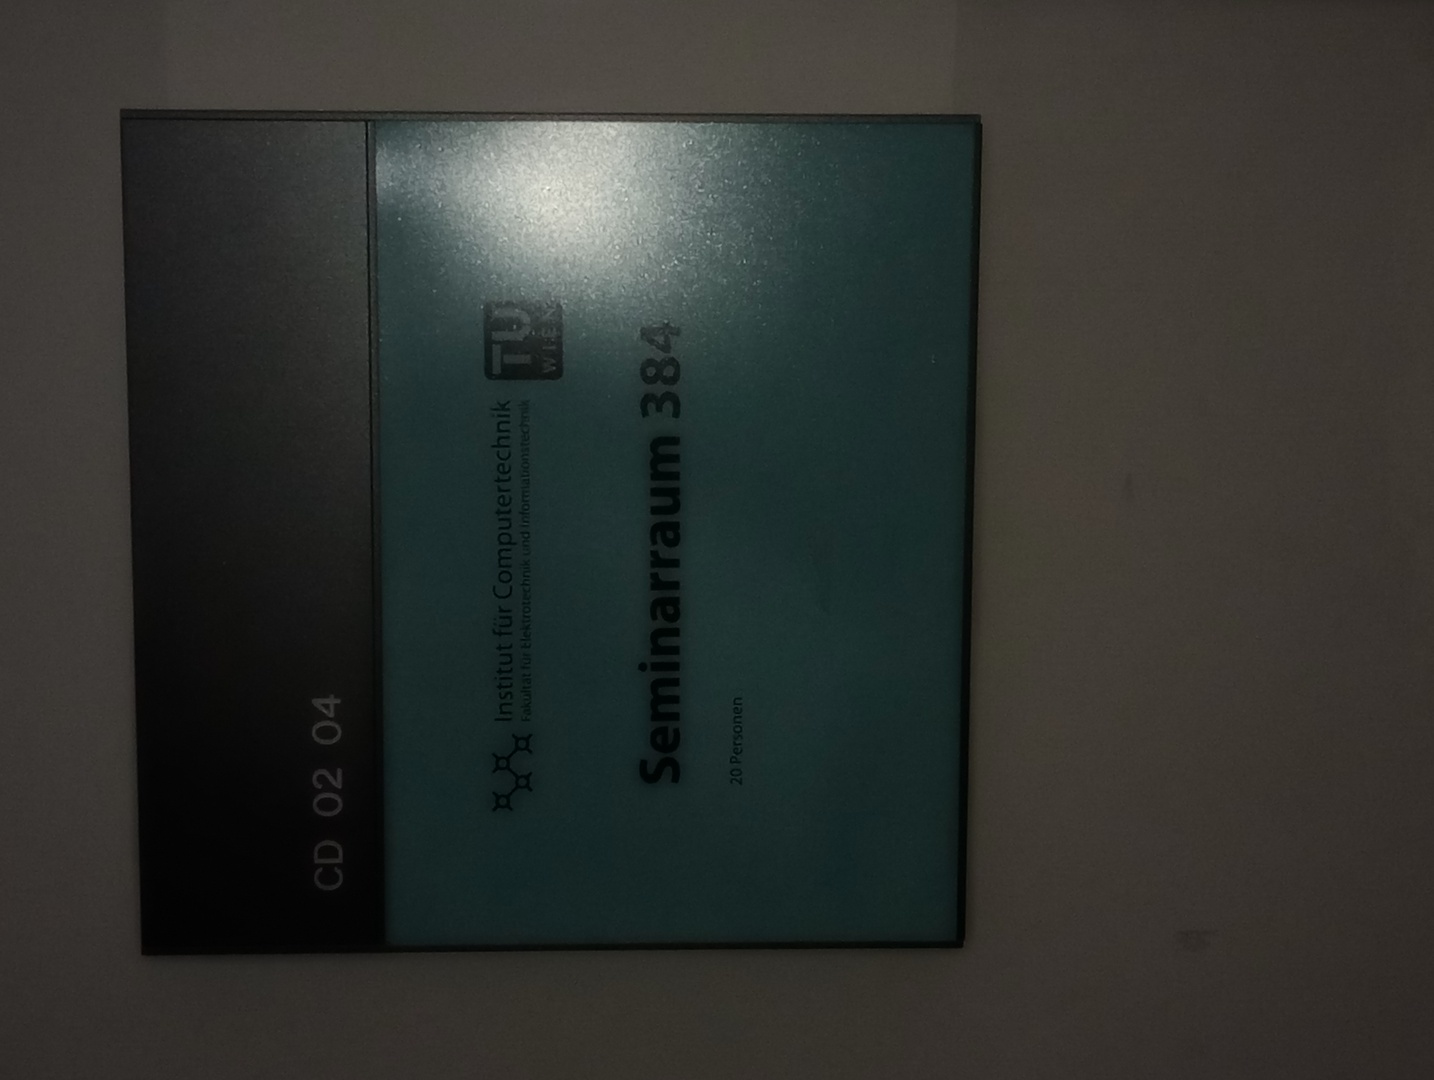 CD 02 04
Institut für Computertechnik
Fakultät für Elektrotechnik und Informationstechnik
TU
WIEN
Seminarraum 384
20 Personen